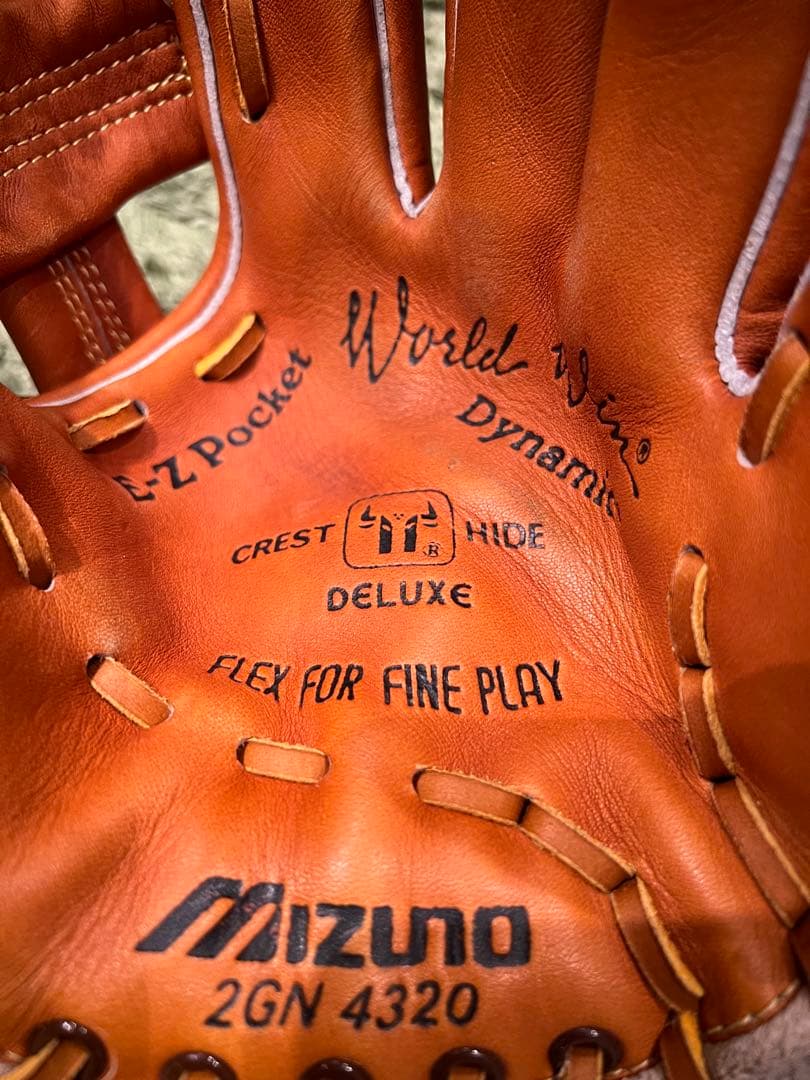 World Win®
E-Z Pocket
Dynamic
CREST ® HIDE
DELUXE
FLEX FOR FINE PLAY
MIZUNO
2GN 4320